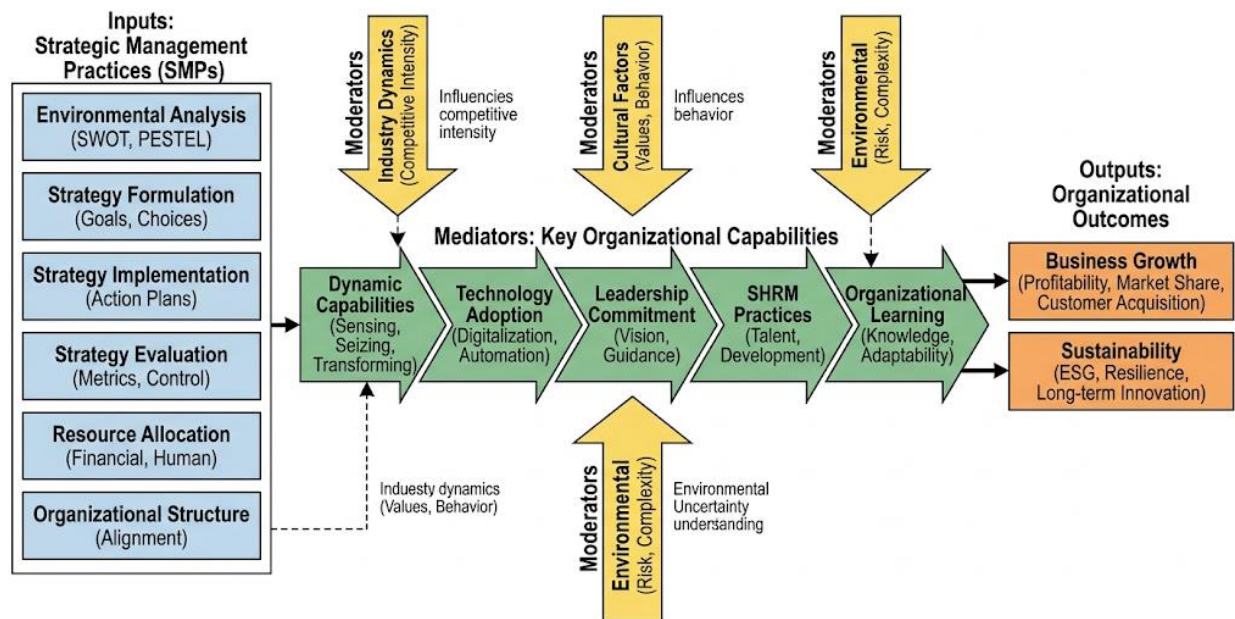 Inputs:
Strategic Management
Practices (SMPs)
Environmental Analysis
(SWOT, PESTEL)
Strategy Formulation
(Goals, Choices)
Strategy Implementation
(Action Plans)
Strategy Evaluation
(Metrics, Control)
Resource Allocation
(Financial, Human)
Organizational Structure
(Alignment)
Moderators
Industry Dynamics
(Competitive Intensity)
Influencies
competitive
intensity
Moderators
Cultural Factors
(Values, Behavior)
Influences
behavior
Moderators
Environmental
(Risk, Complexity)
Mediators: Key Organizational Capabilities
Dynamic
Capabilities
(Sensing,
Seizing,
Transforming)
Technology
Adoption
(Digitalization,
Automation)
Leadership
Commitment
(Vision,
Guidance)
SHRM
Practices
(Talent,
Development)
Organizational
Learning
(Knowledge,
Adaptability)
Industy dynamics
(Values, Behavior)
Moderators
Environmental
(Risk, Complexity)
Environmental
Uncertainty
understanding
Outputs:
Organizational
Outcomes
Business Growth
(Profitability, Market Share,
Customer Acquisition)
Sustainability
(ESG, Resilience,
Long-term Innovation)